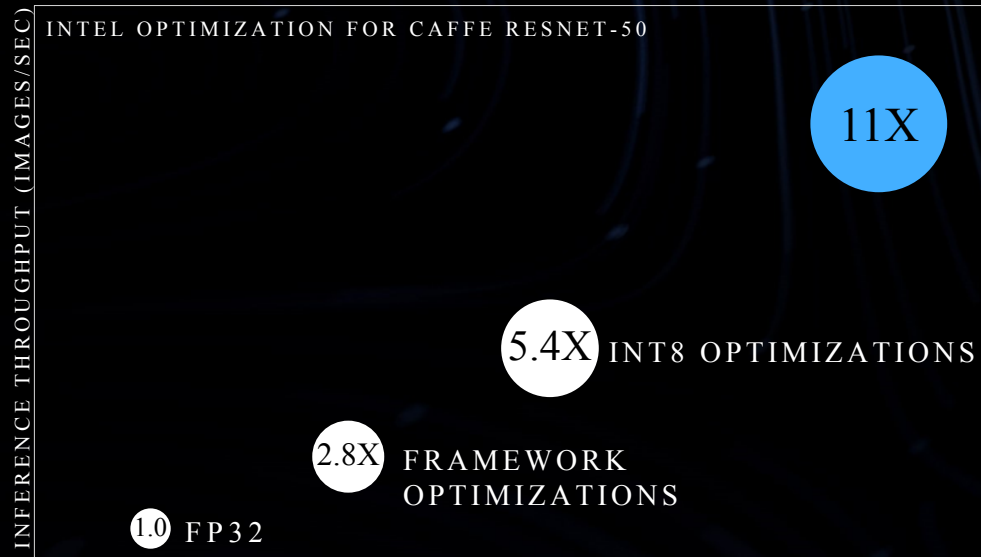 INFERENCE THROUGHPUT (IMAGES/SEC)
INTEL OPTIMIZATION FOR CAFFE RESNET-50
11X
5.4X INT8 OPTIMIZATIONS
2.8X FRAMEWORK
OPTIMIZATIONS
1.0 FP32